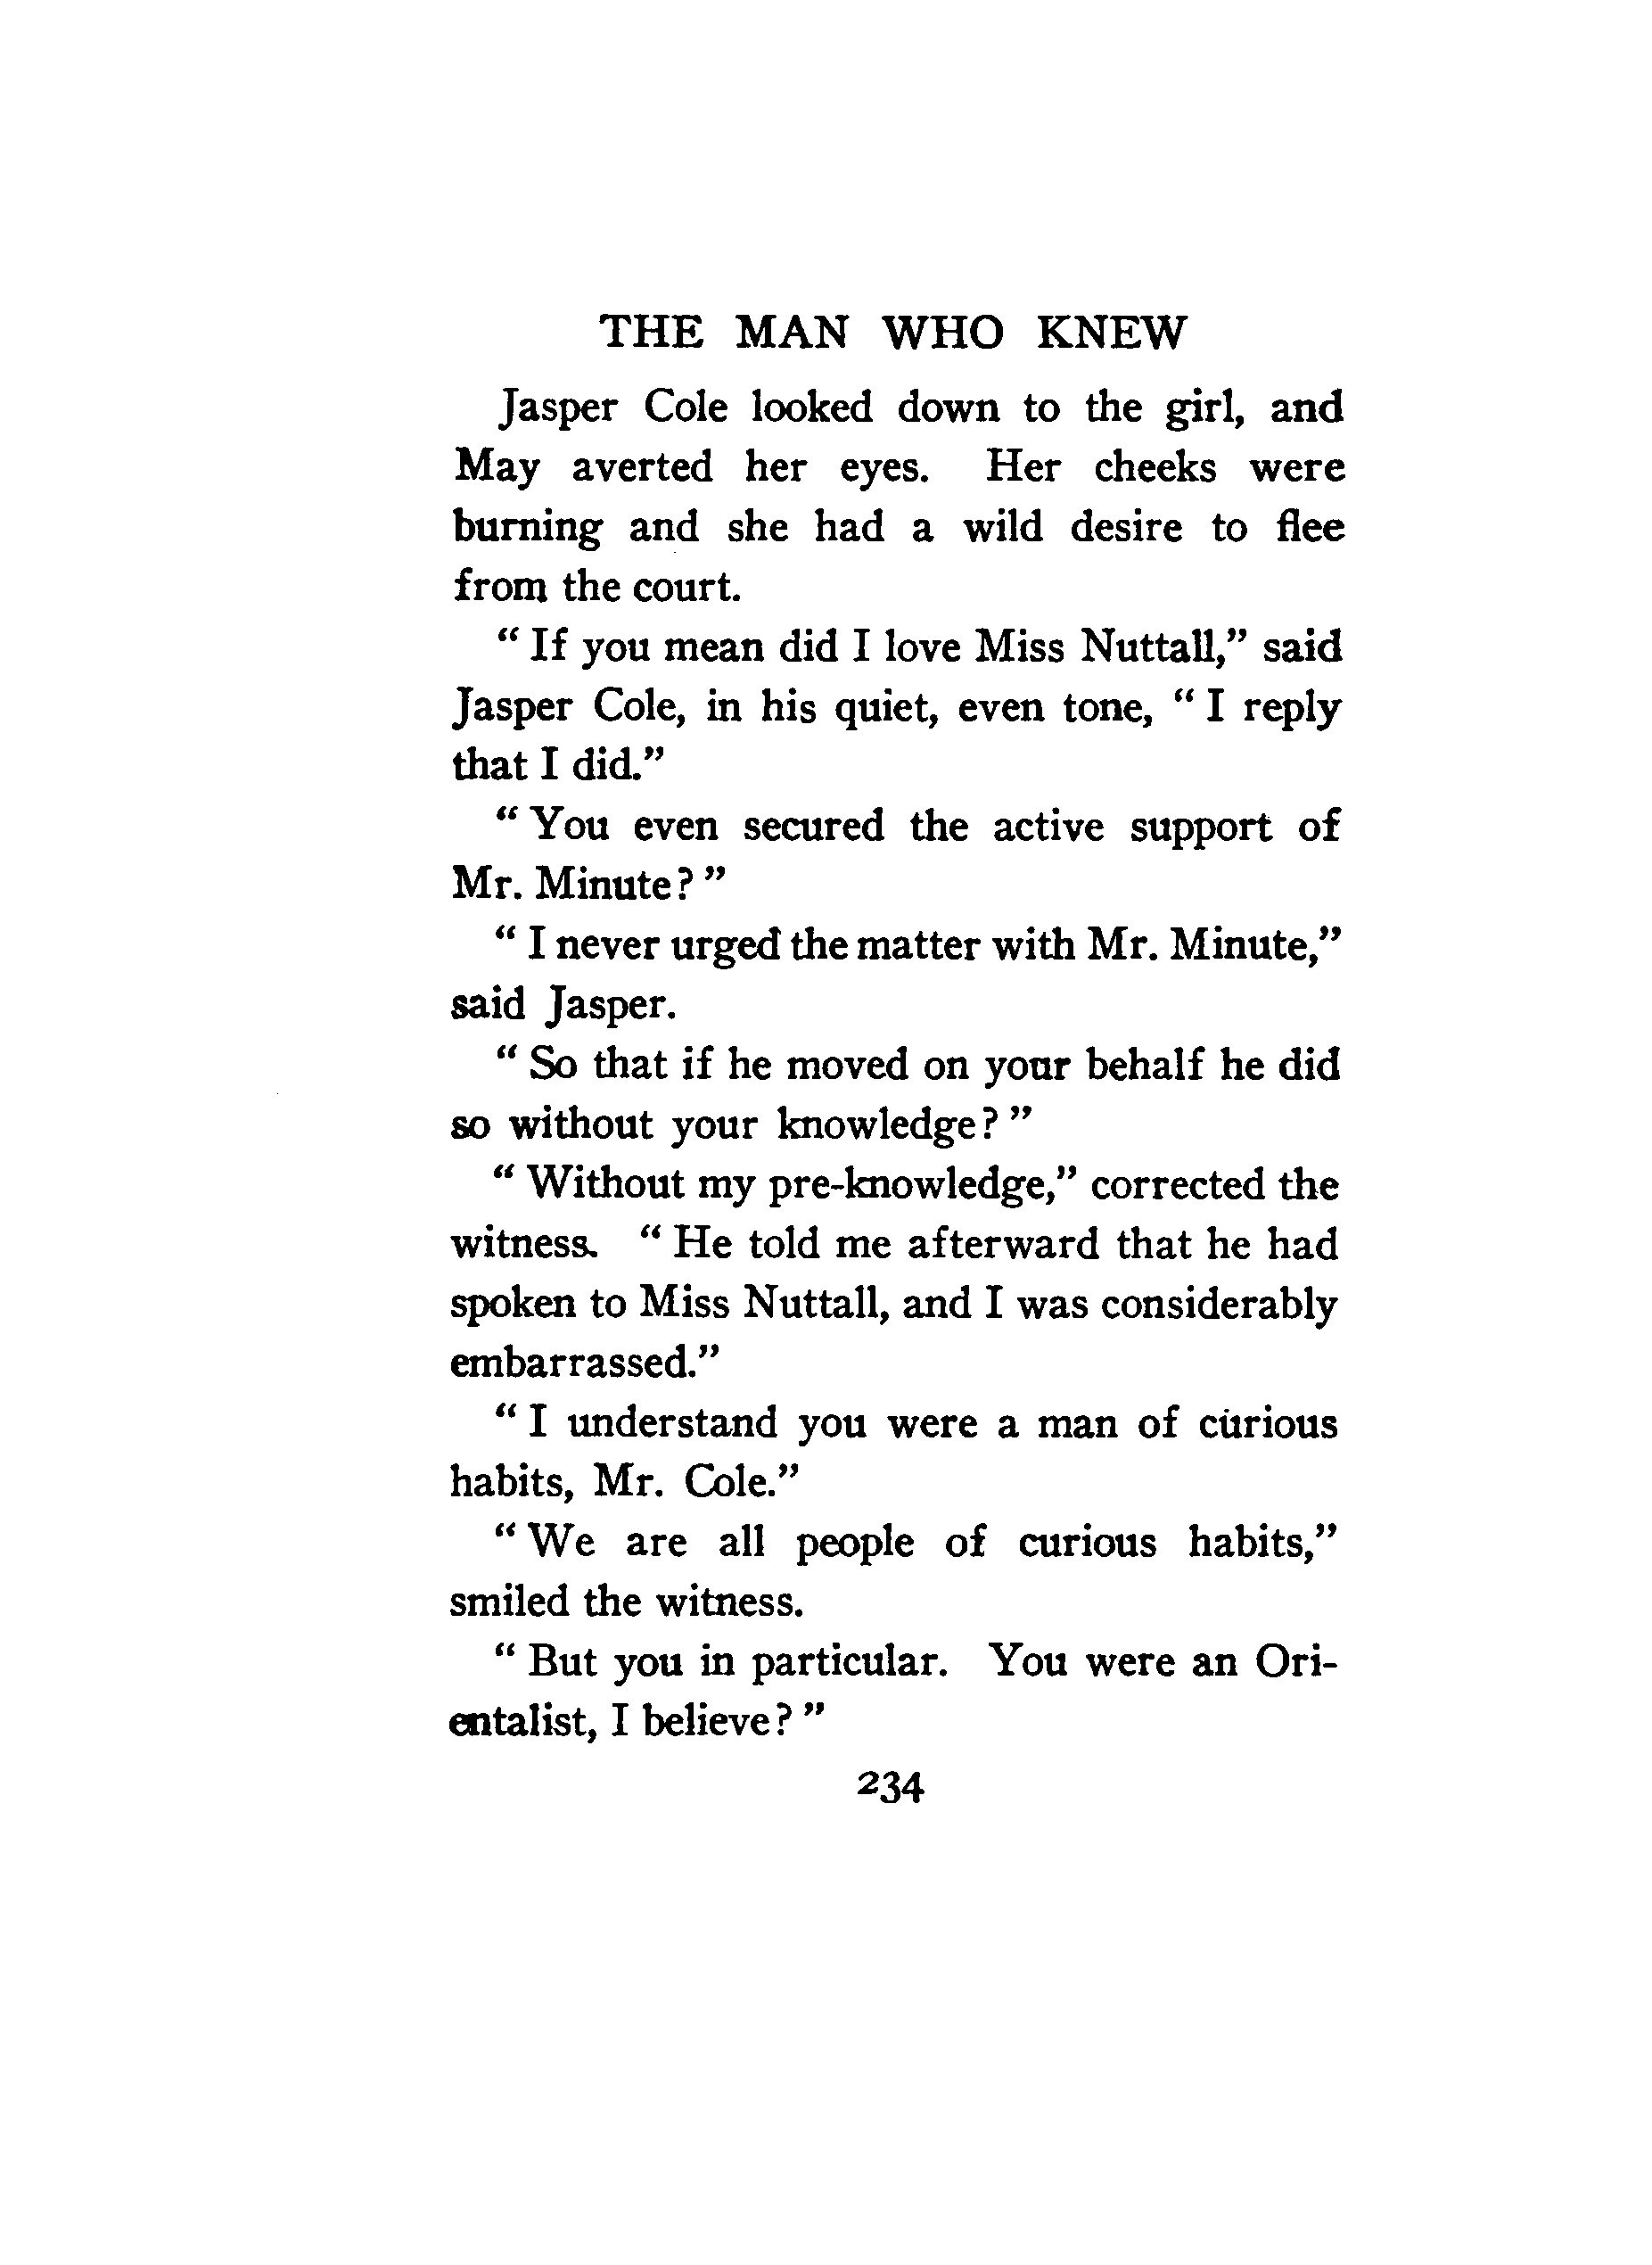 THE MAN WHO KNEW
Jasper Cole looked down to the girl, and
May averted her eyes. Her cheeks were
burning and she had a wild desire to flee
from the court.
“ If you mean did I love Miss Nuttall,” said
Jasper Cole, in his quiet, even tone, “ I reply
that I did.”
“ You even secured the active support of
Mr. Minute? ”
“ I never urged the matter with Mr. Minute,”
said Jasper.
“ So that if he moved on your behalf he did
so without your knowledge? ”
“ Without my pre-knowledge,” corrected the
witness. “ He told me afterward that he had
spoken to Miss Nuttall, and I was considerably
embarrassed.”
“ I understand you were a man of curious
habits, Mr. Cole.”
“ We are all people of curious habits,”
smiled the witness.
“ But you in particular. You were an Ori-
entalist, I believe? ”
234